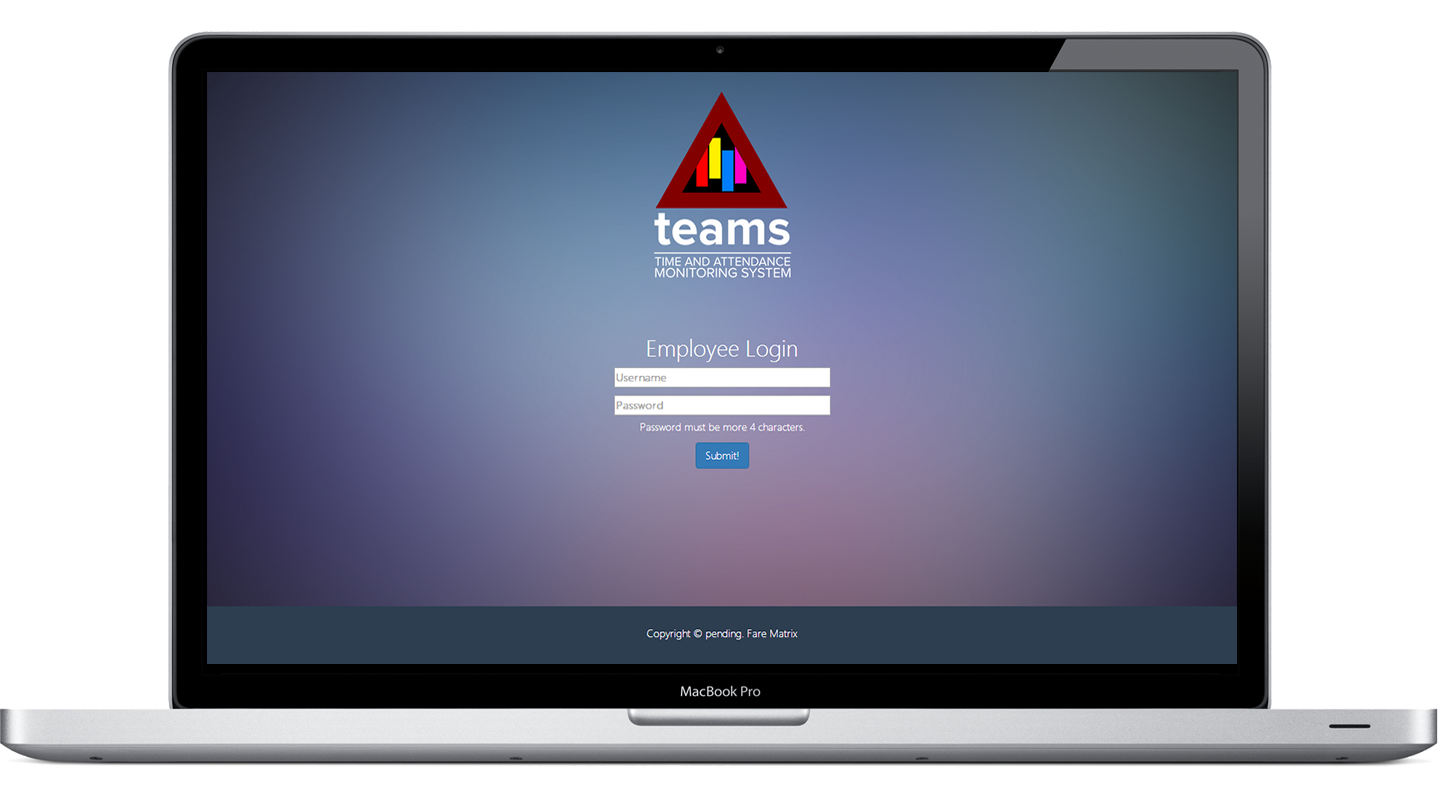 teams
TIME AND ATTENDANCE
MONITORING SYSTEM
Employee Login
Username
Password
Password must be more 4 characters.
Submit!
Copyright © pending. Fare Matrix
MacBook Pro